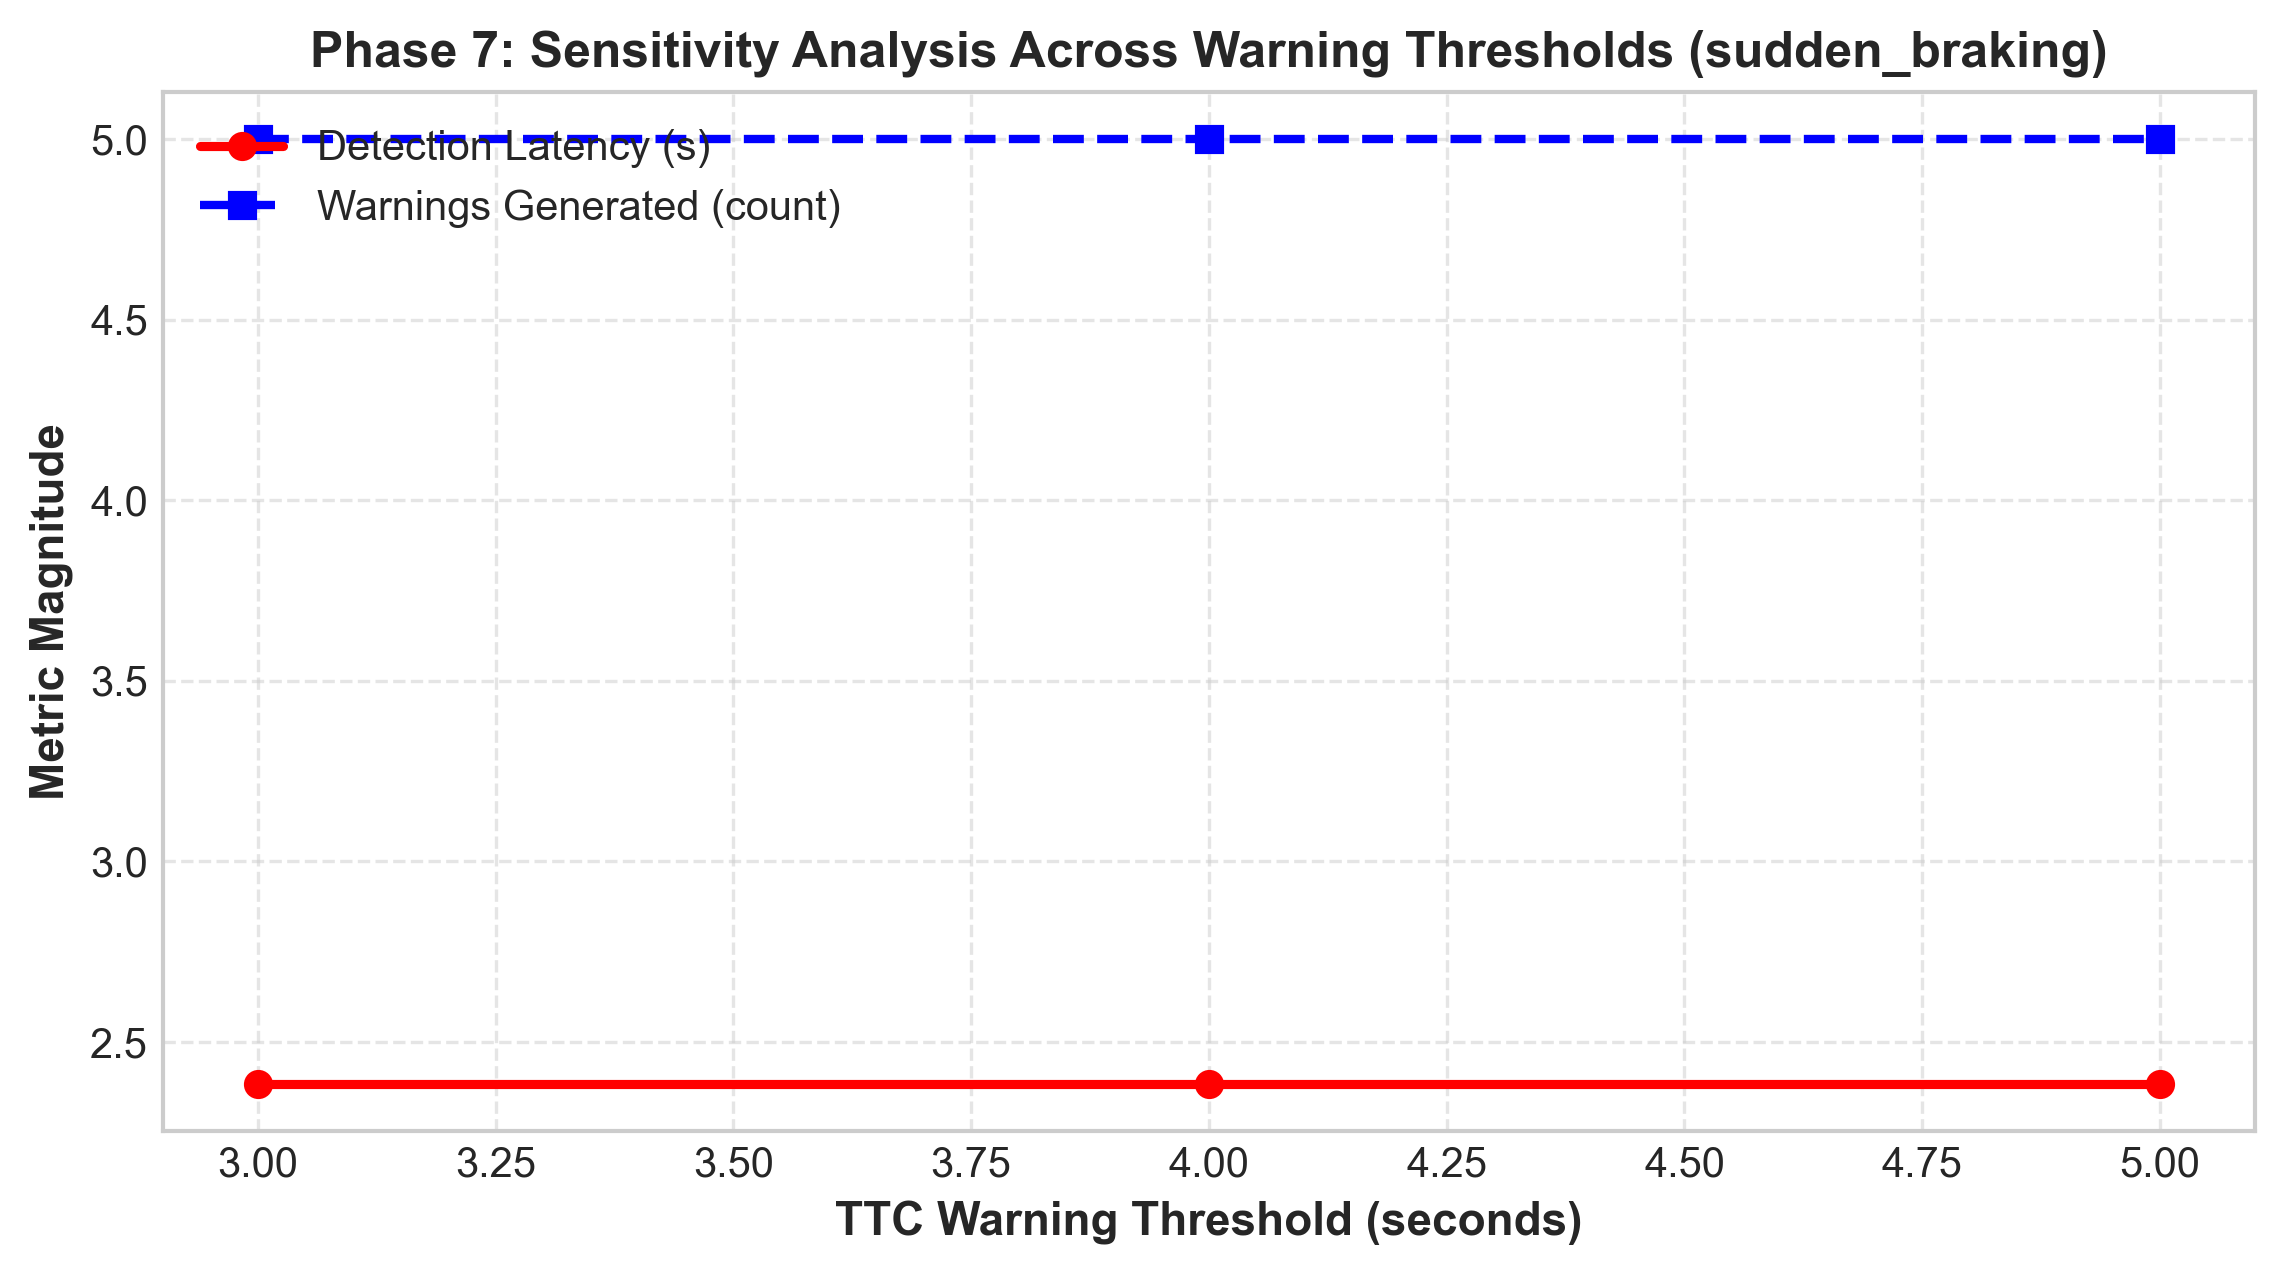 Phase 7: Sensitivity Analysis Across Warning Thresholds (sudden_braking)
5.0
Detection Latency (s)
Warnings Generated (count)
4.5
4.0
3.5
3.0
2.5
Metric Magnitude
3.00 3.25 3.50 3.75 4.00 4.25 4.50 4.75 5.00
TTC Warning Threshold (seconds)